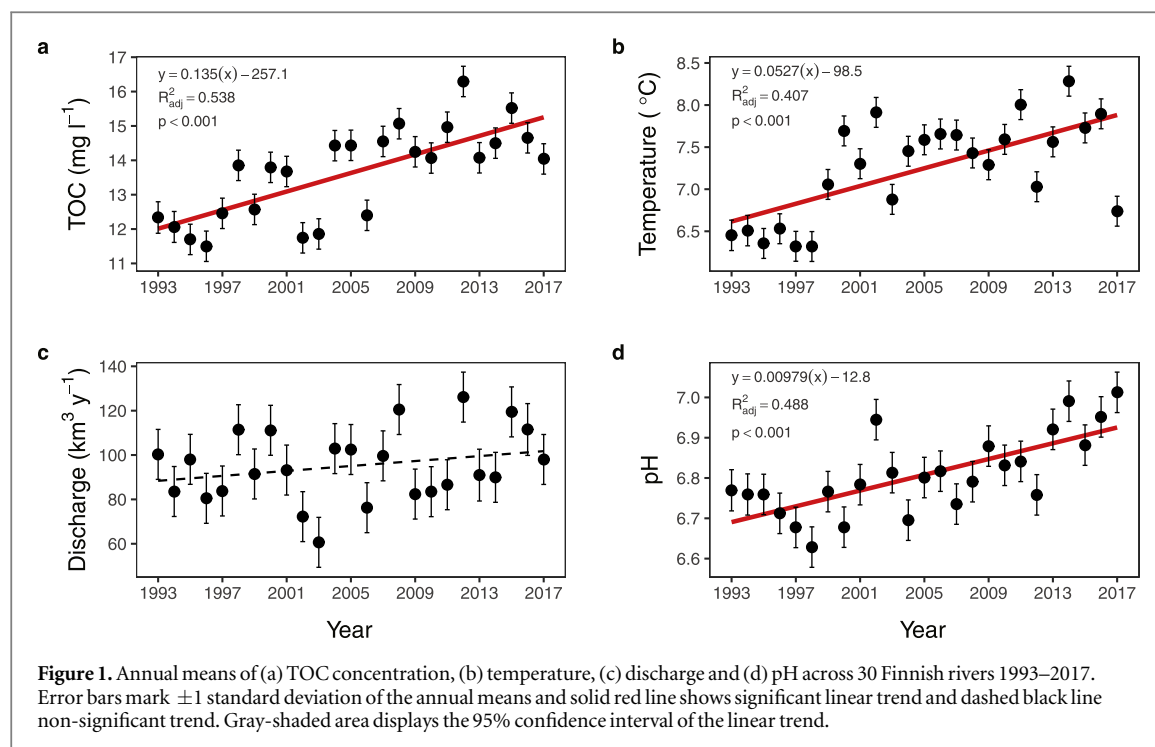 a
TOC (mg l⁻¹)
17
16
15
14
13
12
11
y = 0.135(x) − 257.1
R²adj = 0.538
p < 0.001
1993 1997 2001 2005 2009 2013 2017
b
Temperature ( °C)
8.5
8.0
7.5
7.0
6.5
y = 0.0527(x) − 98.5
R²adj = 0.407
p < 0.001
1993 1997 2001 2005 2009 2013 2017
c
Discharge (km³ y⁻¹)
140
120
100
80
60
1993 1997 2001 2005 2009 2013 2017
Year
d
pH
7.0
6.9
6.8
6.7
6.6
y = 0.00979(x) − 12.8
R²adj = 0.488
p < 0.001
1993 1997 2001 2005 2009 2013 2017
Year
Figure 1. Annual means of (a) TOC concentration, (b) temperature, (c) discharge and (d) pH across 30 Finnish rivers 1993–2017.
Error bars mark ±1 standard deviation of the annual means and solid red line shows significant linear trend and dashed black line
non-significant trend. Gray-shaded area displays the 95% confidence interval of the linear trend.